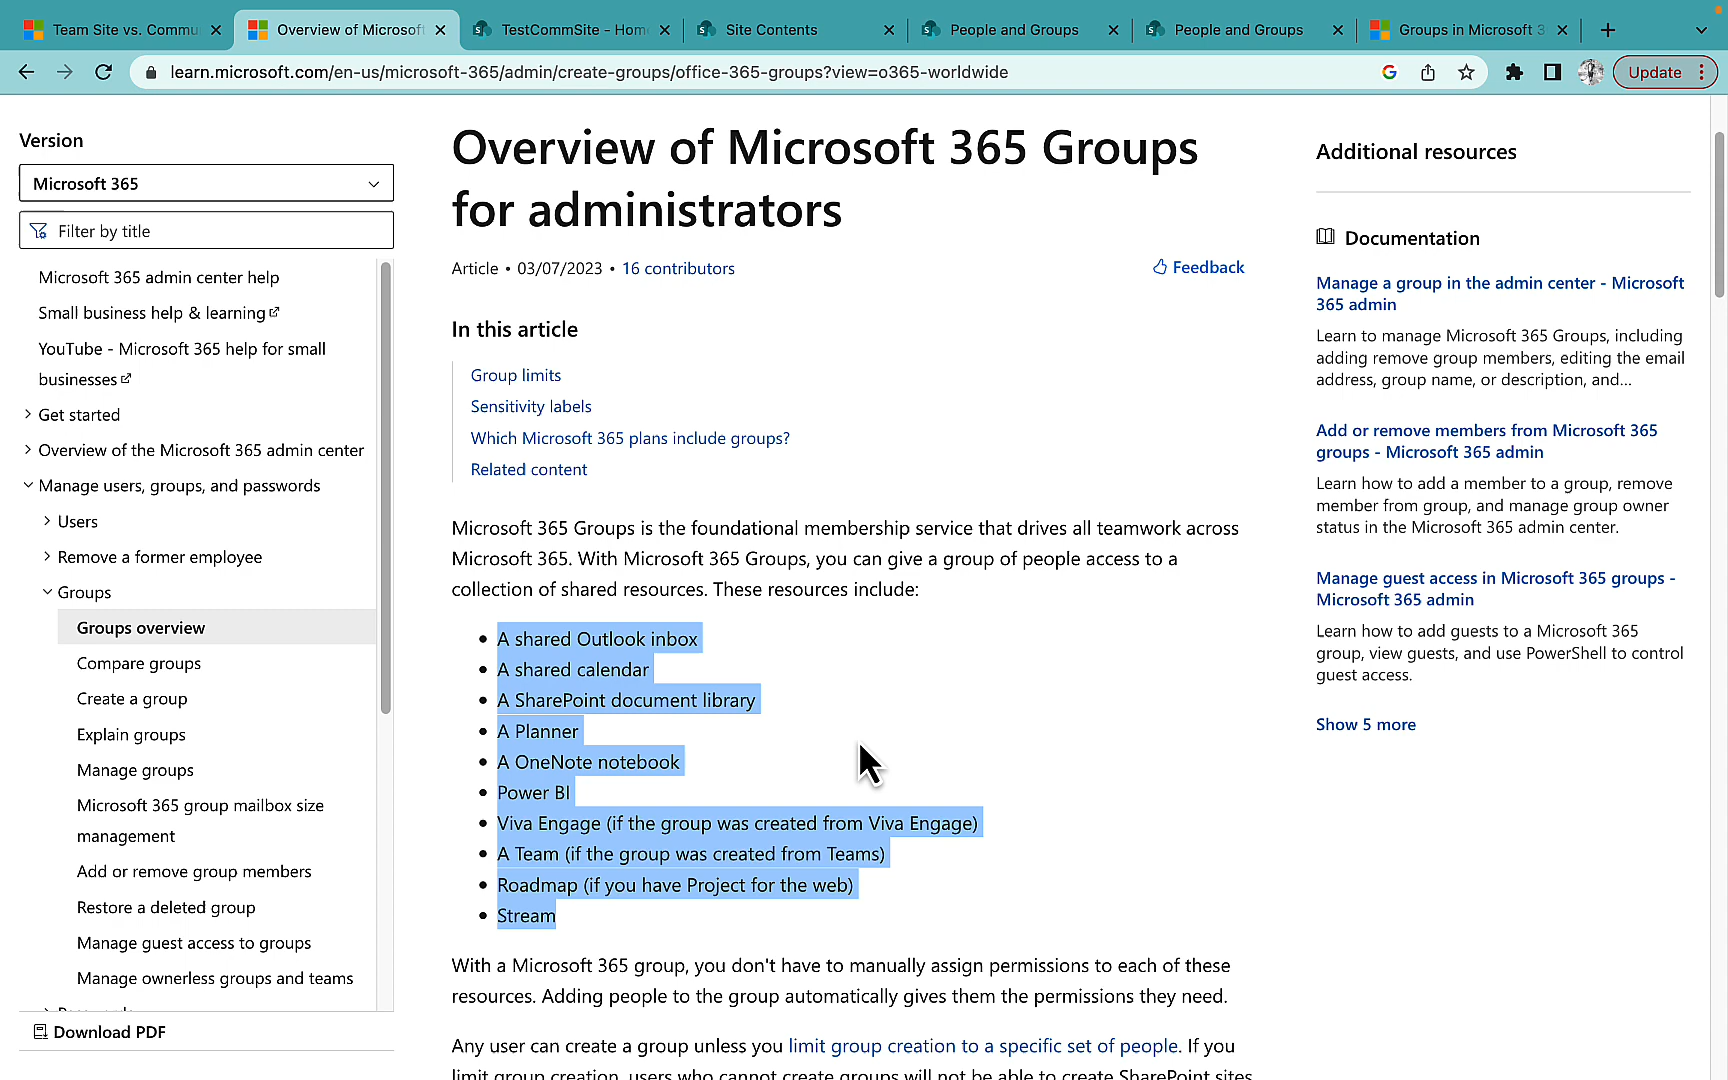 Team Site vs. Commu
Overview of Microsoft
TestCommSite - Hom
Site Contents
People and Groups
People and Groups
Groups in Microsoft 3
learn.microsoft.com/en-us/microsoft-365/admin/create-groups/office-365-groups?view=o365-worldwide
Update
Version
Microsoft 365
Filter by title
Microsoft 365 admin center help
Small business help & learning
YouTube - Microsoft 365 help for small
businesses
Get started
Overview of the Microsoft 365 admin center
Manage users, groups, and passwords
Users
Remove a former employee
Groups
Groups overview
Compare groups
Create a group
Explain groups
Manage groups
Microsoft 365 group mailbox size
management
Add or remove group members
Restore a deleted group
Manage guest access to groups
Manage ownerless groups and teams
Download PDF
Overview of Microsoft 365 Groups
for administrators
Article • 03/07/2023 • 16 contributors
Feedback
In this article
Group limits
Sensitivity labels
Which Microsoft 365 plans include groups?
Related content
Microsoft 365 Groups is the foundational membership service that drives all teamwork across
Microsoft 365. With Microsoft 365 Groups, you can give a group of people access to a
collection of shared resources. These resources include:
• A shared Outlook inbox
• A shared calendar
• A SharePoint document library
• A Planner
• A OneNote notebook
• Power BI
• Viva Engage (if the group was created from Viva Engage)
• A Team (if the group was created from Teams)
• Roadmap (if you have Project for the web)
• Stream
With a Microsoft 365 group, you don't have to manually assign permissions to each of these
resources. Adding people to the group automatically gives them the permissions they need.
Any user can create a group unless you limit group creation to a specific set of people. If you
limit group creation, users who cannot create groups will not be able to create SharePoint sites
Additional resources
Documentation
Manage a group in the admin center - Microsoft
365 admin
Learn to manage Microsoft 365 Groups, including
adding remove group members, editing the email
address, group name, or description, and...
Add or remove members from Microsoft 365
groups - Microsoft 365 admin
Learn how to add a member to a group, remove
member from group, and manage group owner
status in the Microsoft 365 admin center.
Manage guest access in Microsoft 365 groups -
Microsoft 365 admin
Learn how to add guests to a Microsoft 365
group, view guests, and use PowerShell to control
guest access.
Show 5 more